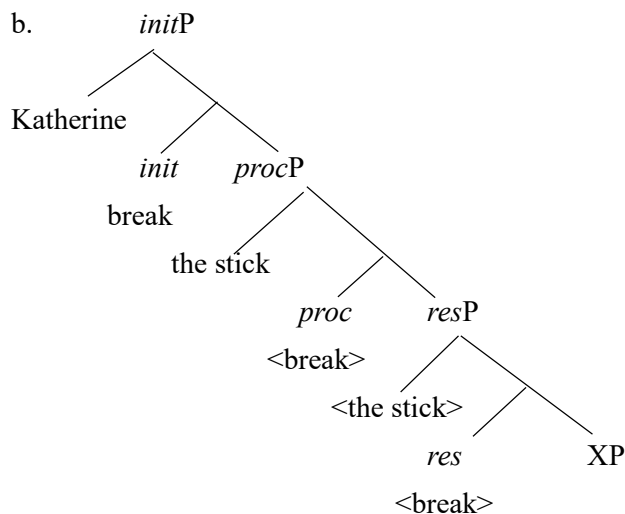 b. initP
Katherine
init procP
break
the stick
proc resP
<break>
<the stick>
res XP
<break>